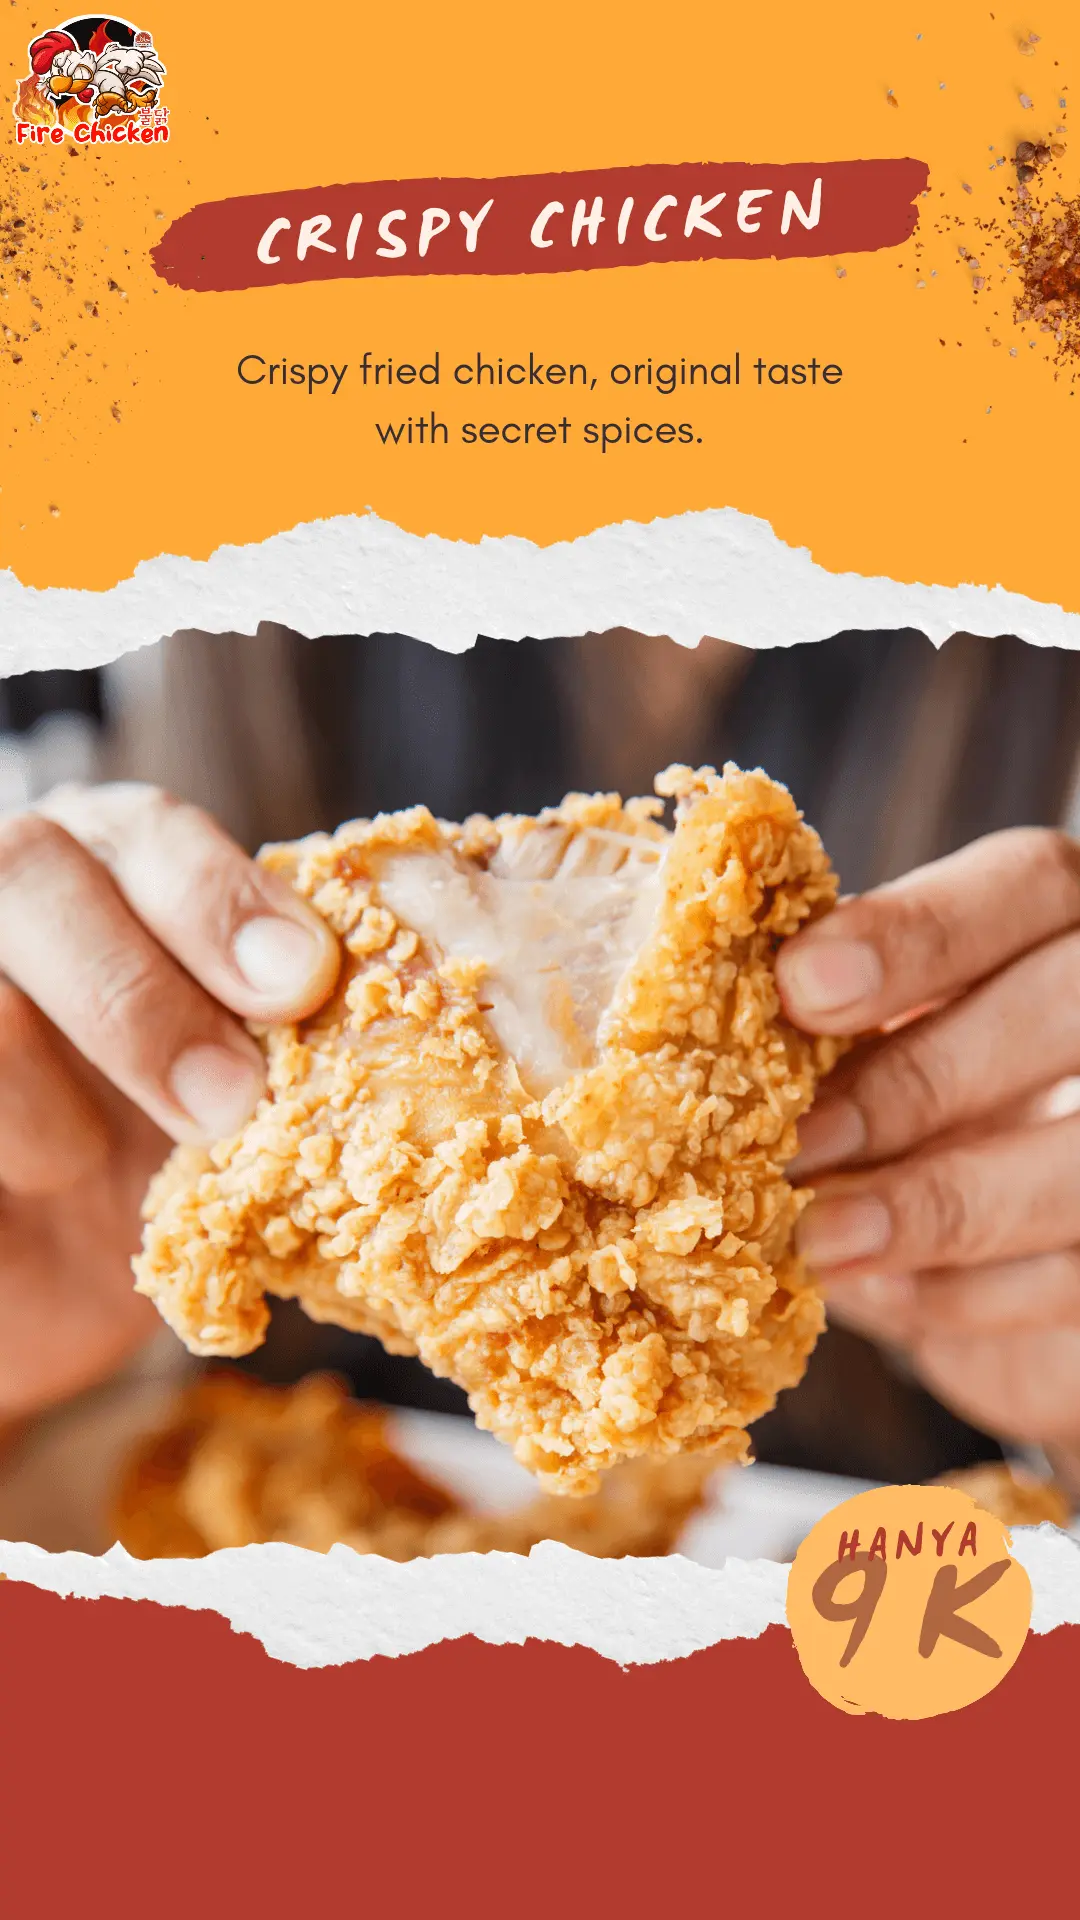 불닭
Fire Chicken
CRISPY CHICKEN
Crispy fried chicken, original taste
with secret spices.
HANYA
9K